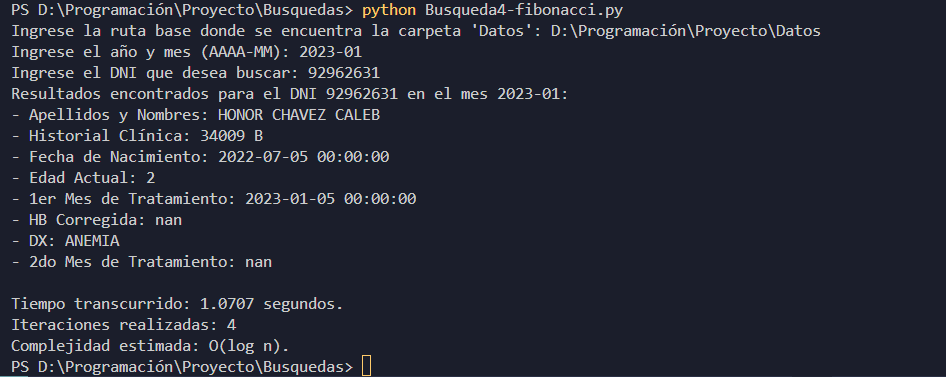 PS D:\Programación\Proyecto\Busquedas> python Busqueda4-fibonacci.py
Ingrese la ruta base donde se encuentra la carpeta 'Datos': D:\Programación\Proyecto\Datos
Ingrese el año y mes (AAAA-MM): 2023-01
Ingrese el DNI que desea buscar: 92962631
Resultados encontrados para el DNI 92962631 en el mes 2023-01:
- Apellidos y Nombres: HONOR CHAVEZ CALEB
- Historial Clínica: 34009 B
- Fecha de Nacimiento: 2022-07-05 00:00:00
- Edad Actual: 2
- 1er Mes de Tratamiento: 2023-01-05 00:00:00
- HB Corregida: nan
- DX: ANEMIA
- 2do Mes de Tratamiento: nan
Tiempo transcurrido: 1.0707 segundos.
Iteraciones realizadas: 4
Complejidad estimada: O(log n).
PS D:\Programación\Proyecto\Busquedas>